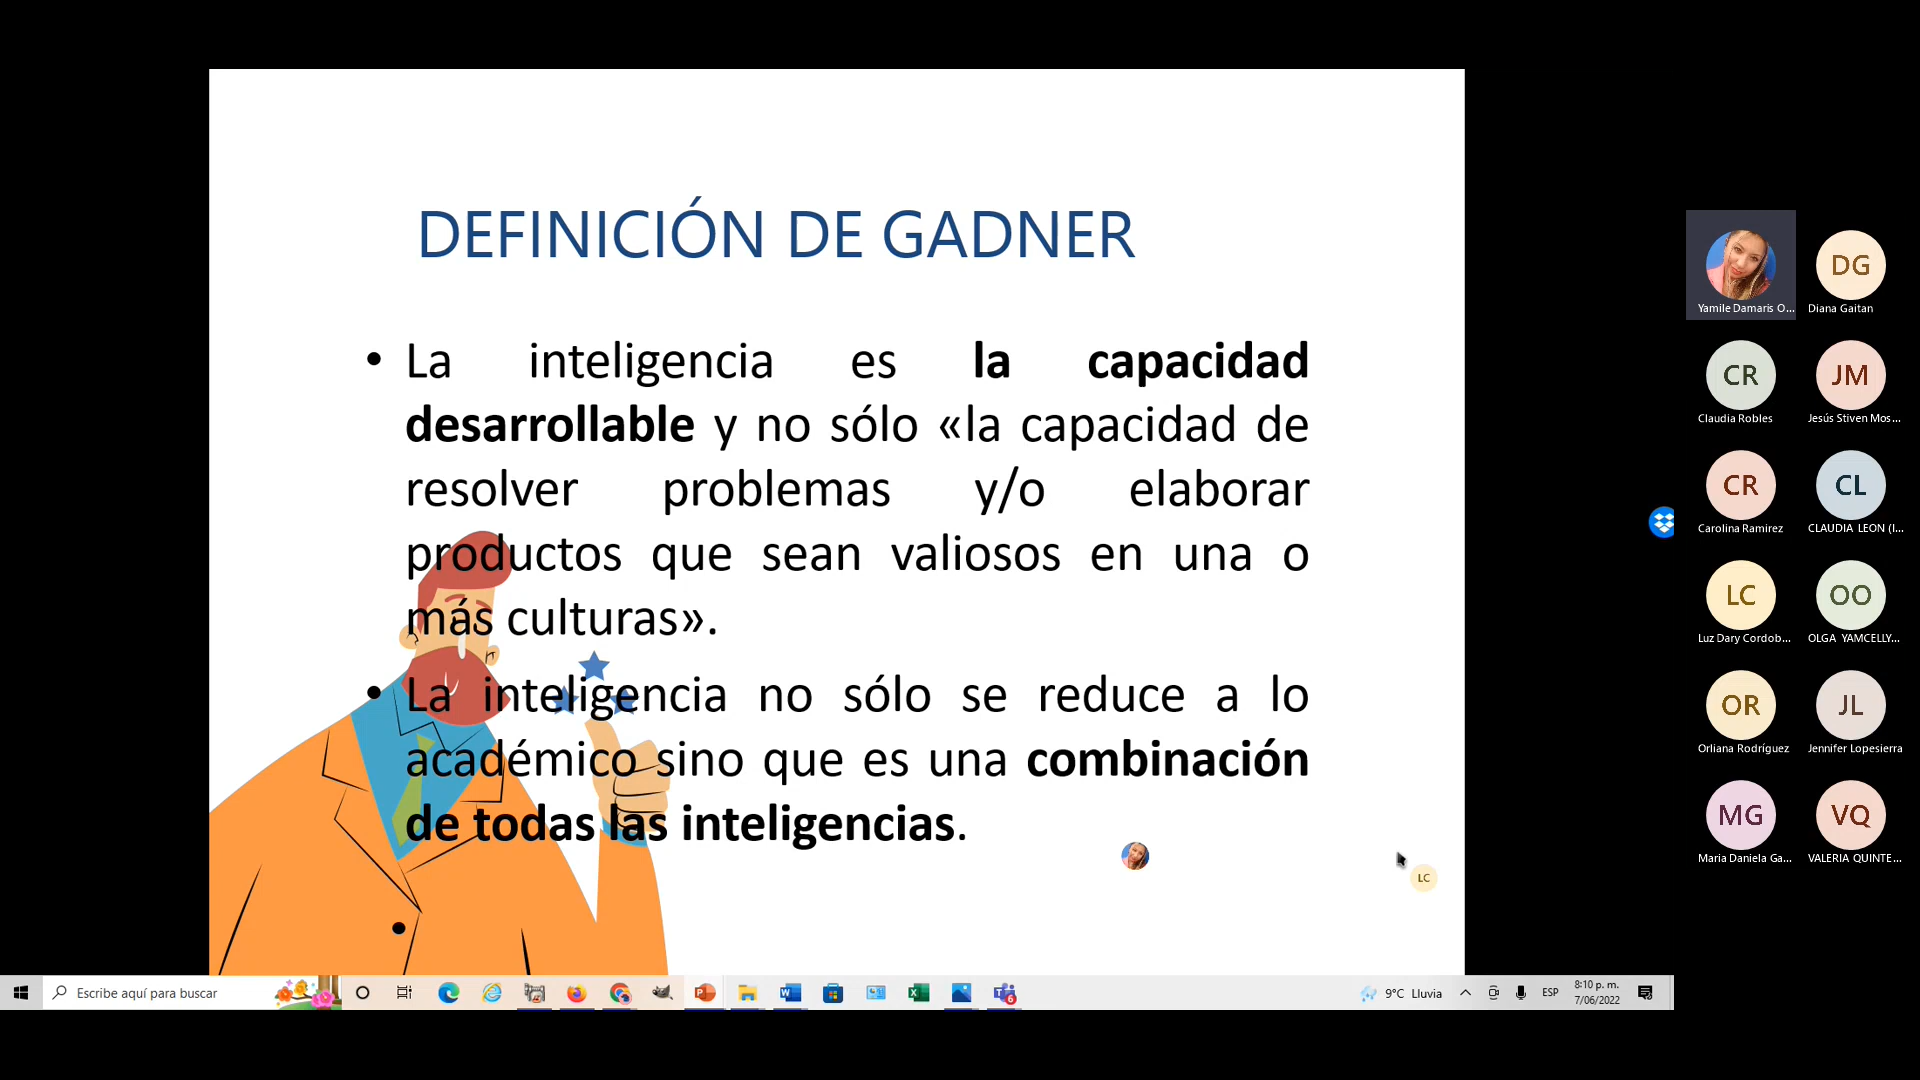 DEFINICIÓN DE GADNER
• La inteligencia es la capacidad
desarrollable y no sólo «la capacidad de
resolver problemas y/o elaborar
productos que sean valiosos en una o
más culturas».
• La inteligencia no sólo se reduce a lo
académico sino que es una combinación
de todas las inteligencias.
•
LC
Yamile Damaris O...
DG
Diana Gaitan
CR
Claudia Robles
JM
Jesús Stiven Mos...
CR
Carolina Ramirez
CL
CLAUDIA LEON (I...
LC
Luz Dary Cordob...
OO
OLGA YAMCELLY...
OR
Orliana Rodríguez
JL
Jennifer Lopesierra
MG
Maria Daniela Ga...
VQ
VALERIA QUINTE...
Escribe aquí para buscar
6
9°C Lluvia
ESP
8:10 p. m.
7/06/2022